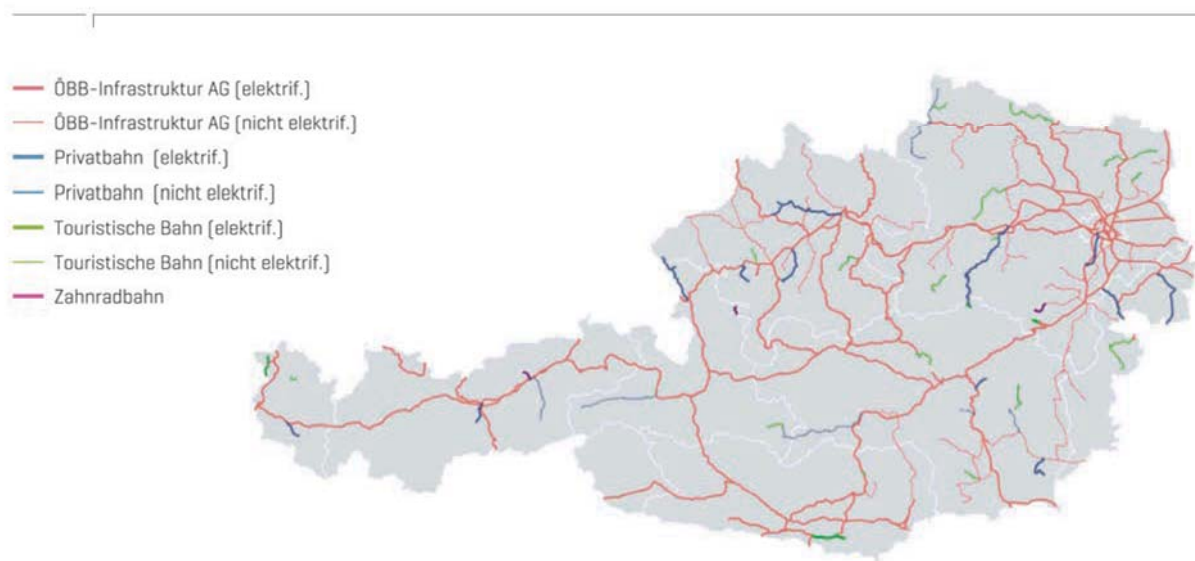 ÖBB-Infrastruktur AG (elektrif.)
ÖBB-Infrastruktur AG (nicht elektrif.)
Privatbahn (elektrif.)
Privatbahn (nicht elektrif.)
Touristische Bahn (elektrif.)
Touristische Bahn (nicht elektrif.)
Zahnradbahn